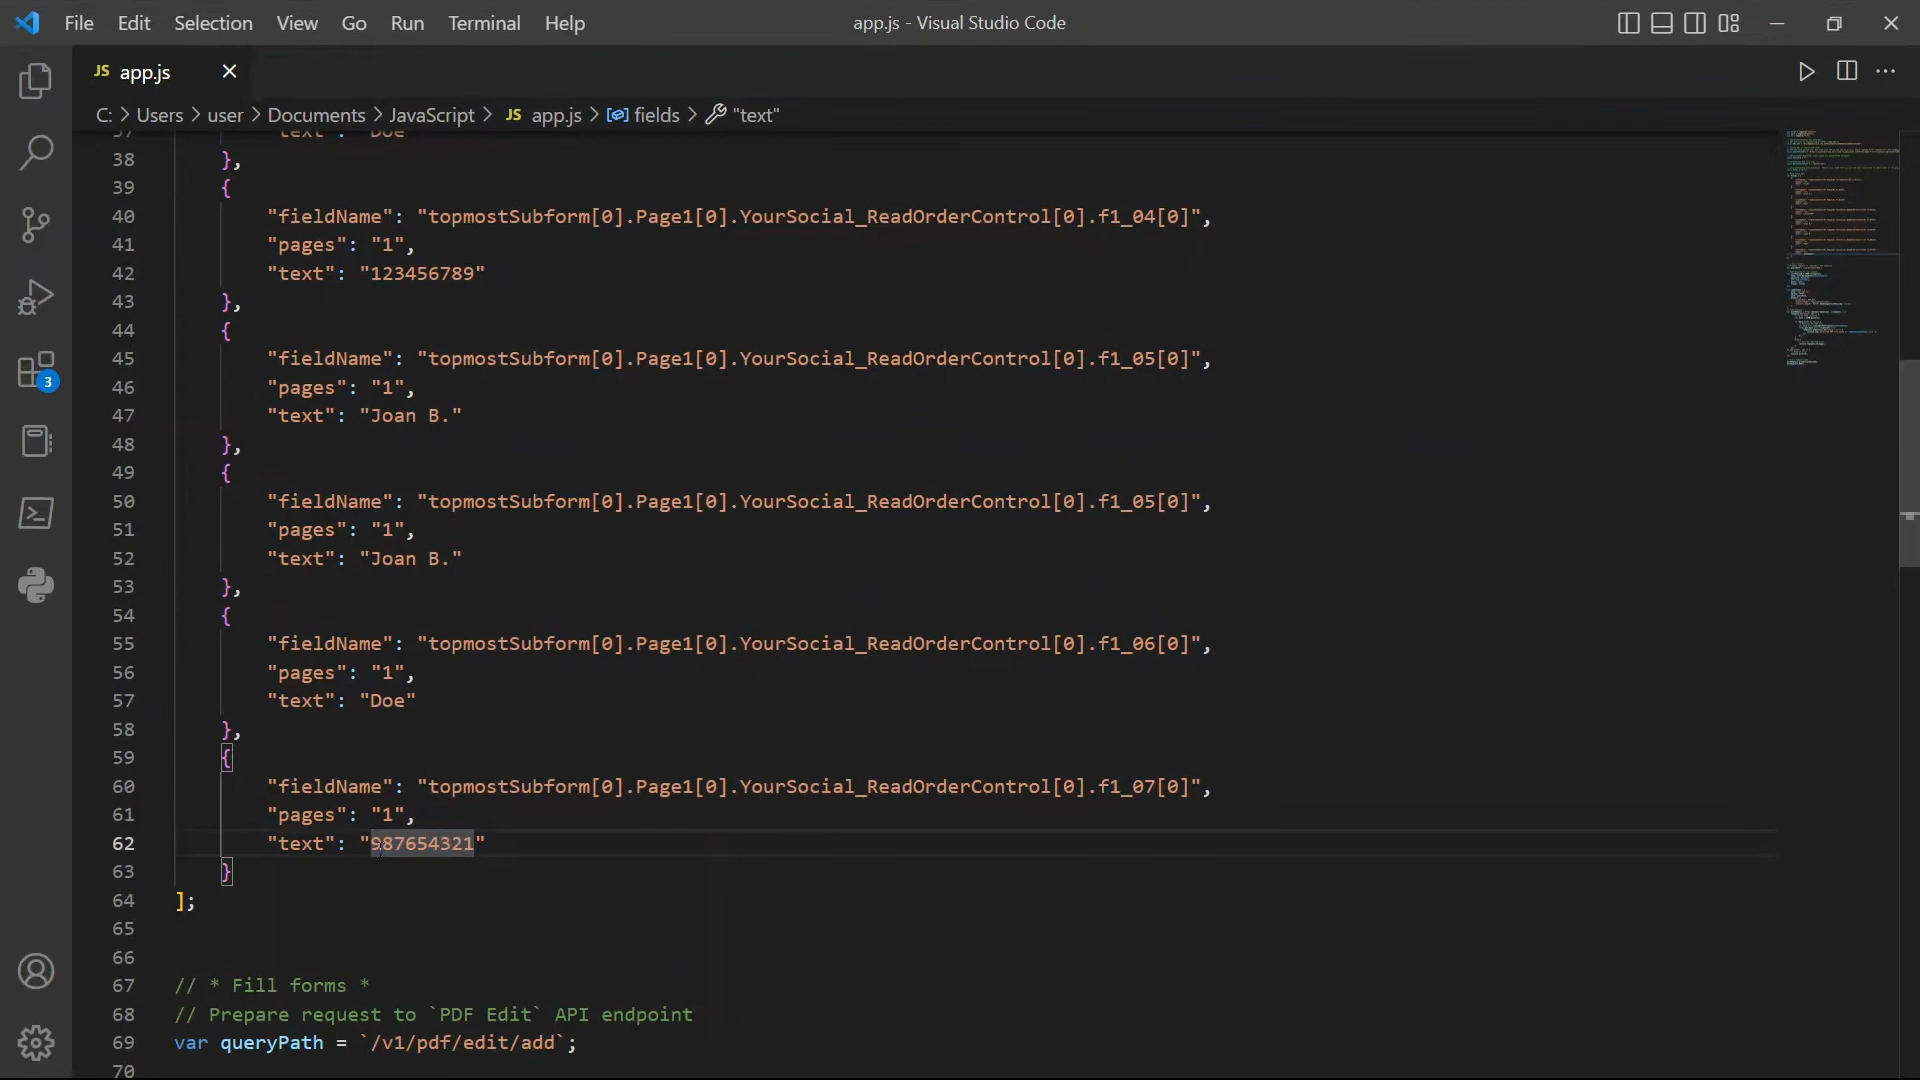 File Edit Selection View Go Run Terminal Help app.js - Visual Studio Code
JS app.js
C: > Users > user > Documents > JavaScript > JS app.js > fields > "text"
37 "text": "Doe"
38 },
39 {
40 "fieldName": "topmostSubform[0].Page1[0].YourSocial_ReadOrderControl[0].f1_04[0]",
41 "pages": "1",
42 "text": "123456789"
43 },
44 {
45 "fieldName": "topmostSubform[0].Page1[0].YourSocial_ReadOrderControl[0].f1_05[0]",
46 "pages": "1",
47 "text": "Joan B."
48 },
49 {
50 "fieldName": "topmostSubform[0].Page1[0].YourSocial_ReadOrderControl[0].f1_05[0]",
51 "pages": "1",
52 "text": "Joan B."
53 },
54 {
55 "fieldName": "topmostSubform[0].Page1[0].YourSocial_ReadOrderControl[0].f1_06[0]",
56 "pages": "1",
57 "text": "Doe"
58 },
59 {
60 "fieldName": "topmostSubform[0].Page1[0].YourSocial_ReadOrderControl[0].f1_07[0]",
61 "pages": "1",
62 "text": "987654321"
63 }
64 ];
65
66
67 // * Fill forms *
68 // Prepare request to `PDF Edit` API endpoint
69 var queryPath = `/v1/pdf/edit/add`;
70
3